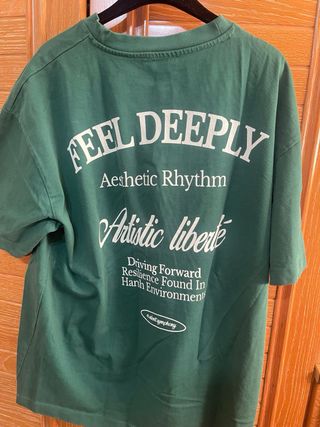 FEEL DEEPLY
Aesthetic Rhythm
Artistic liberté
Driving Forward
Resilience Found In
Harsh Environments